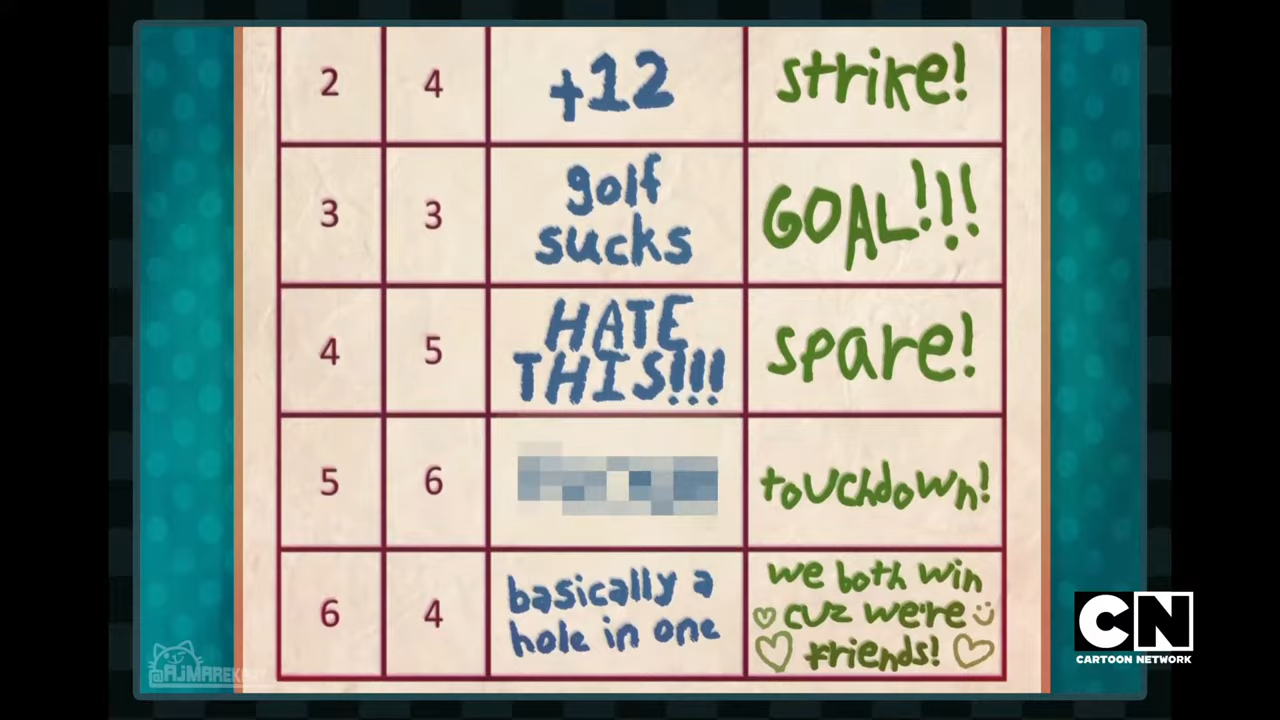 2 4 +12 strike!
3 3 golf sucks GOAL!!!
4 5 HATE THIS!!! spare!
5 6 touchdown!
6 4 basically a hole in one we both win cuz we're friends!
@AJMAREKART
CN
CARTOON NETWORK